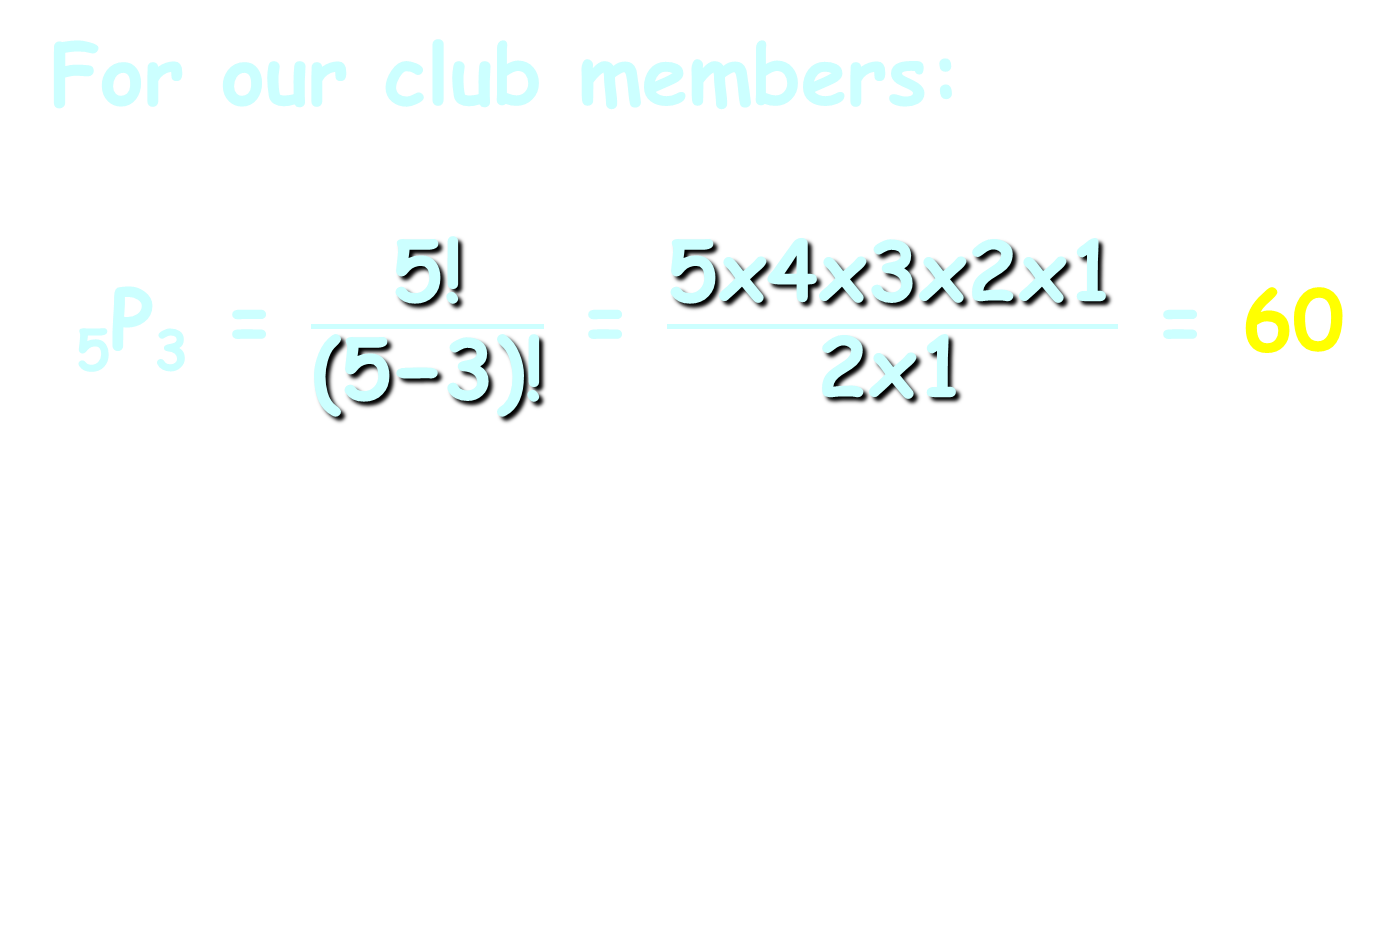 For our club members:
₅P₃ = 5! / (5–3)! = 5x4x3x2x1 / 2x1 = 60